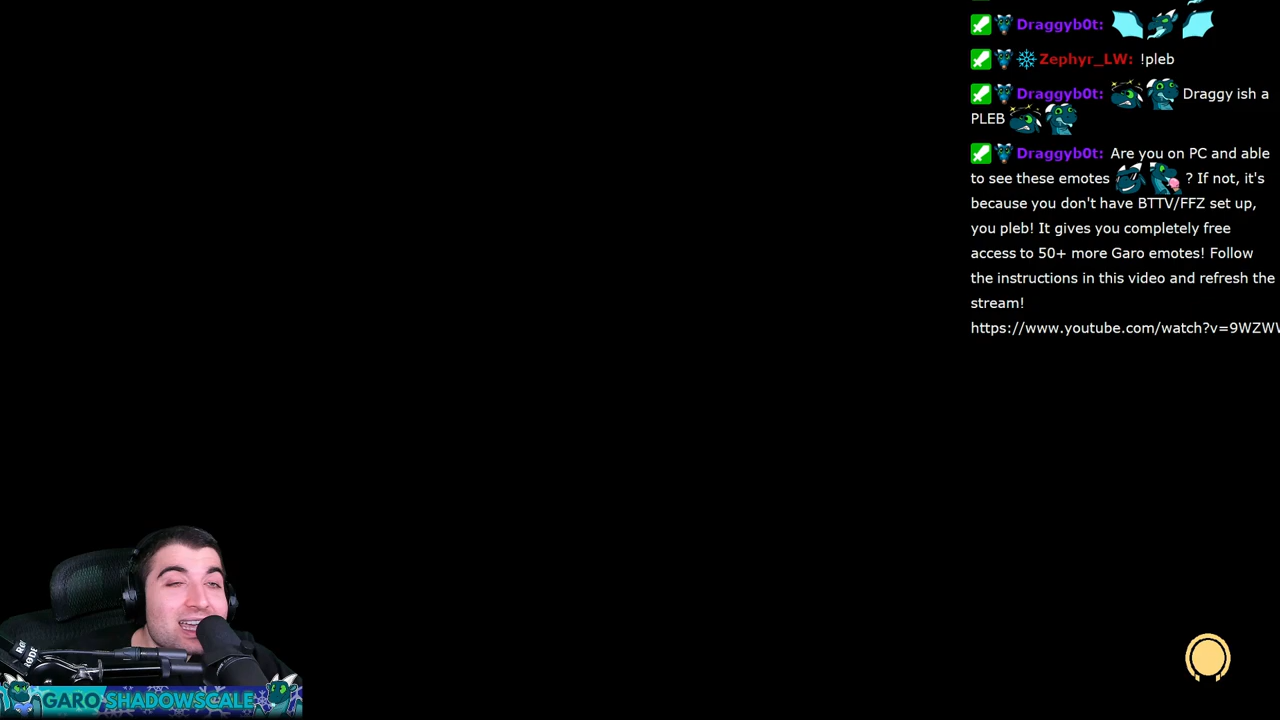 Draggyb0t:
Zephyr_LW: !pleb
Draggyb0t: Draggy ish a
PLEB
Draggyb0t: Are you on PC and able
to see these emotes ? If not, it's
because you don't have BTTV/FFZ set up,
you pleb! It gives you completely free
access to 50+ more Garo emotes! Follow
the instructions in this video and refresh the
stream!
https://www.youtube.com/watch?v=9WZW
RØDE
GARO SHADOWSCALE